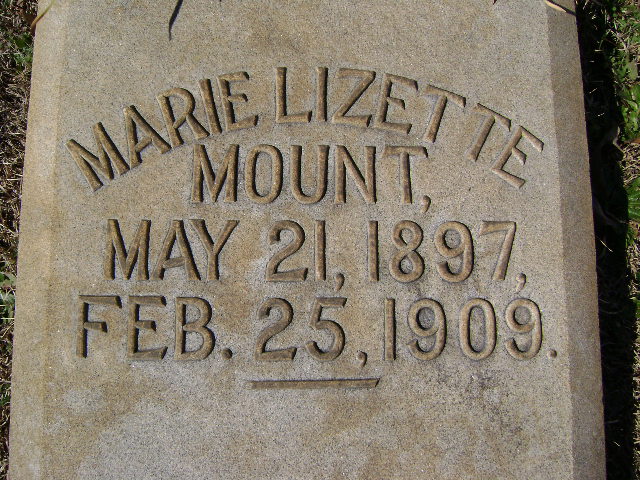 MARIE LIZETTE
MOUNT,
MAY 21, 1897,
FEB. 25, 1909.